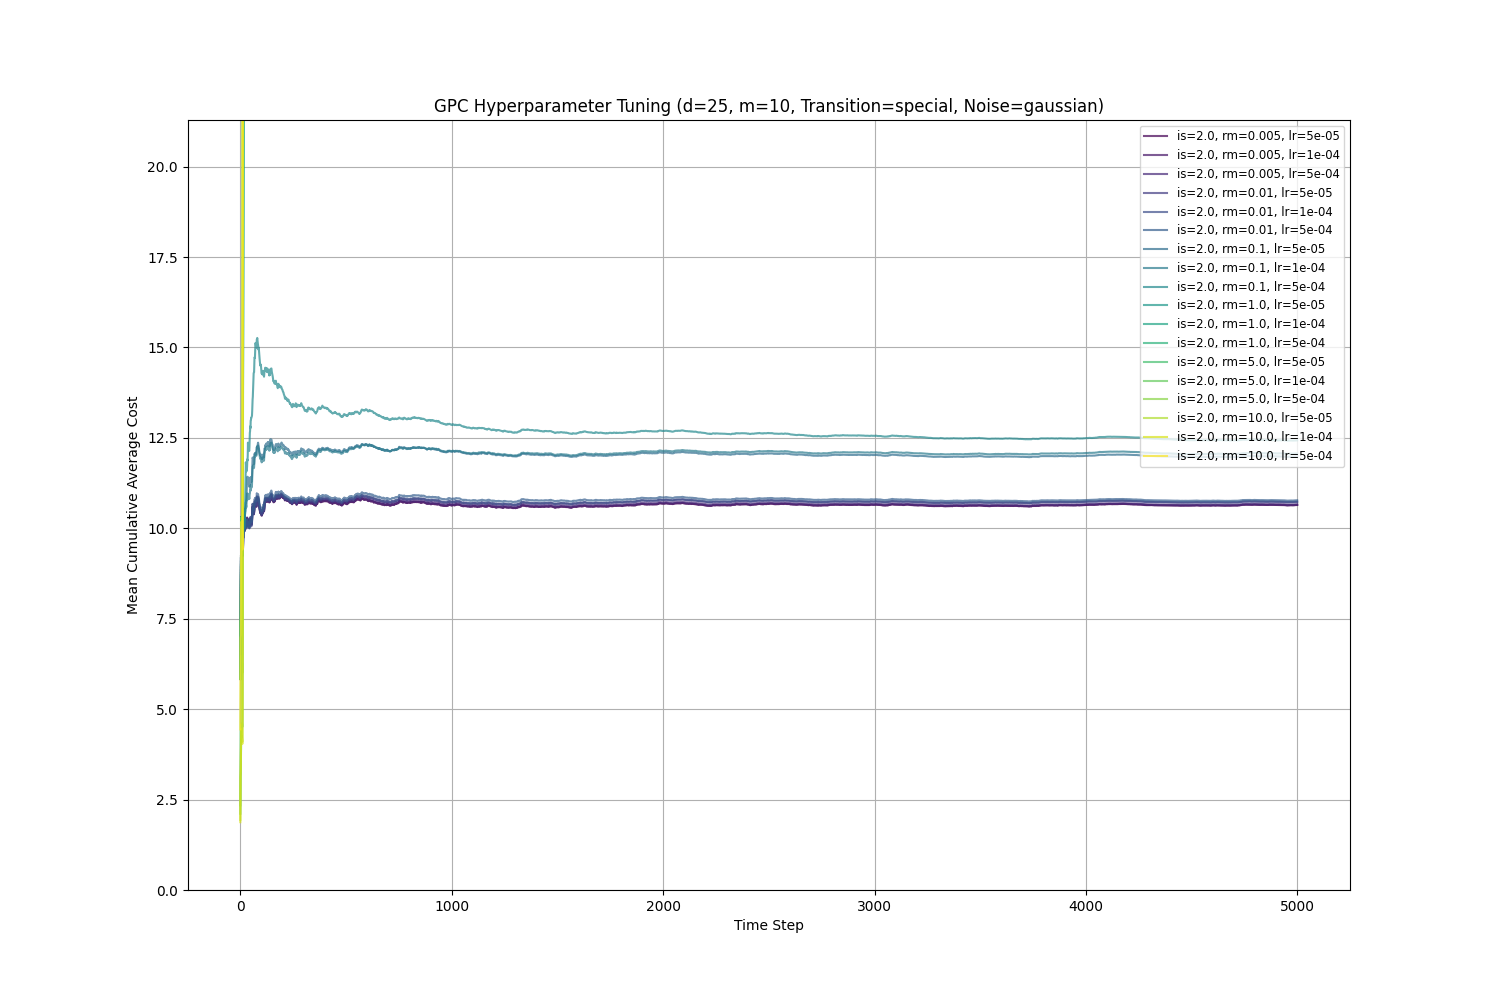 GPC Hyperparameter Tuning (d=25, m=10, Transition=special, Noise=gaussian)
Mean Cumulative Average Cost
20.0
17.5
15.0
12.5
10.0
7.5
5.0
2.5
0.0
is=2.0, rm=0.005, lr=5e-05
is=2.0, rm=0.005, lr=1e-04
is=2.0, rm=0.005, lr=5e-04
is=2.0, rm=0.01, lr=5e-05
is=2.0, rm=0.01, lr=1e-04
is=2.0, rm=0.01, lr=5e-04
is=2.0, rm=0.1, lr=5e-05
is=2.0, rm=0.1, lr=1e-04
is=2.0, rm=0.1, lr=5e-04
is=2.0, rm=1.0, lr=5e-05
is=2.0, rm=1.0, lr=1e-04
is=2.0, rm=1.0, lr=5e-04
is=2.0, rm=5.0, lr=5e-05
is=2.0, rm=5.0, lr=1e-04
is=2.0, rm=5.0, lr=5e-04
is=2.0, rm=10.0, lr=5e-05
is=2.0, rm=10.0, lr=1e-04
is=2.0, rm=10.0, lr=5e-04
0 1000 2000 3000 4000 5000
Time Step